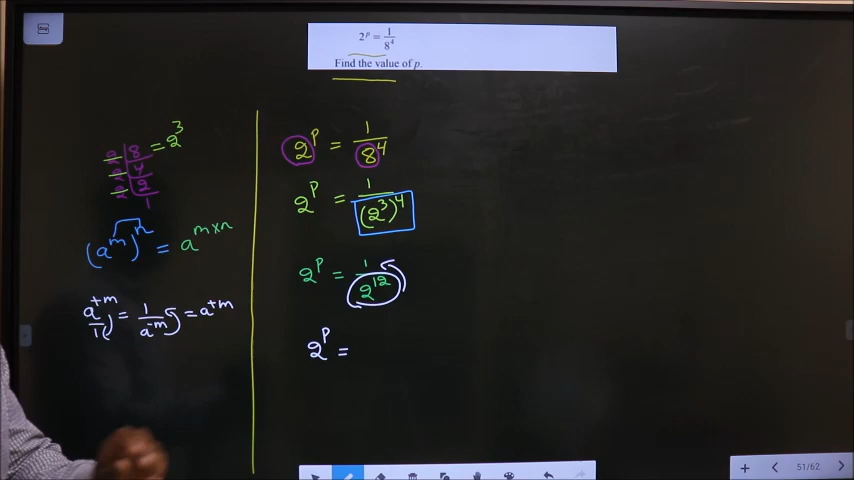 2^p = 1/8^4
Find the value of p.
2 | 8 = 2^3
2 | 4
2 | 2
1
(a^m)^n = a^{m×n}
a^{+m}/1 = 1/a^{-m} = a^{+m}
2^p = 1/8^4
2^p = 1/(2^3)^4
2^p = 1/2^{12}
2^p =
51/62